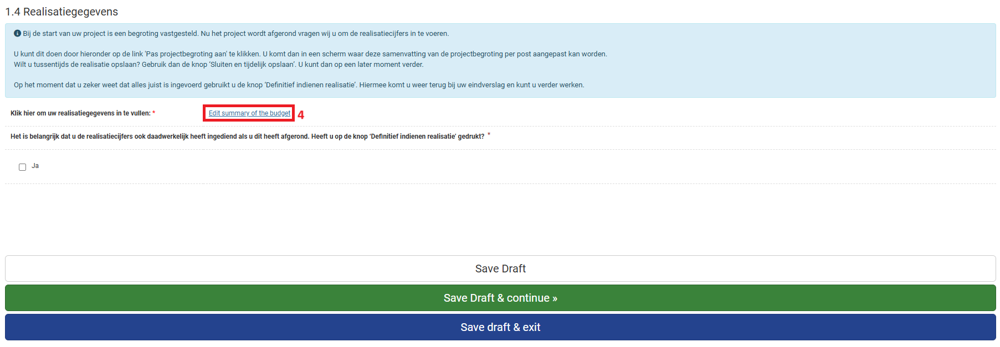 1.4 Realisatiegegevens
Bij de start van uw project is een begroting vastgesteld. Nu het project wordt afgerond vragen wij u om de realisatiecijfers in te voeren.
U kunt dit doen door hieronder op de link 'Pas projectbegroting aan' te klikken. U komt dan in een scherm waar deze samenvatting van de projectbegroting per post aangepast kan worden.
Wilt u tussentijds de realisatie opslaan? Gebruik dan de knop ‘Sluiten en tijdelijk opslaan’. U kunt dan op een later moment verder.
Op het moment dat u zeker weet dat alles juist is ingevoerd gebruikt u de knop ‘Definitief indienen realisatie’. Hiermee komt u weer terug bij uw eindverslag en kunt u verder werken.
Klik hier om uw realisatiegegevens in te vullen: * Edit summary of the budget 4
Het is belangrijk dat u de realisatiecijfers ook daadwerkelijk heeft ingediend als u dit heeft afgerond. Heeft u op de knop ‘Definitief indienen realisatie’ gedrukt? *
Ja
Save Draft
Save Draft & continue »
Save draft & exit